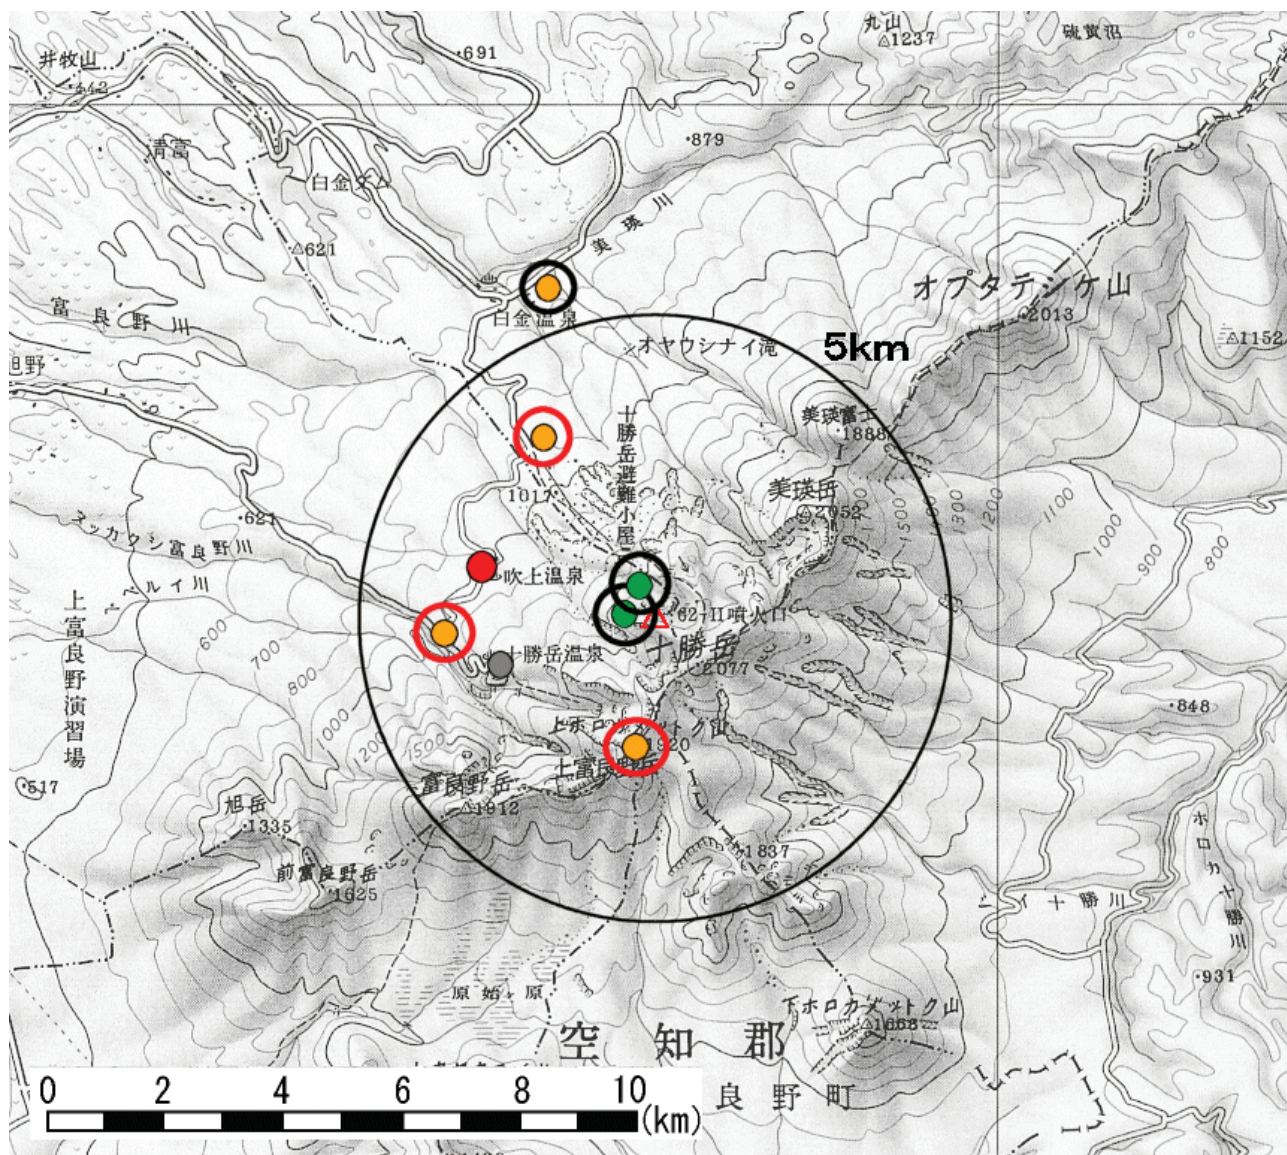 丸山
△1237
硫黄沼
井牧山
・691
・442
清富
・879
白金ダム
美瑛川
△621
オプタテシケ山
・2013
△1152
富良野川
白金温泉
オヤウシナイ滝
5km
旦野
十勝岳避難小屋
美瑛富士
・1888
美瑛岳
△2052
1017
・621
ヌッカクシ富良野川
ベベルイ川
吹上温泉
62-II噴火口
十勝岳
・2077
十勝岳温泉
1500
1300
1200
1100
1000
900
800
600
700
800
1000
1200
1500
上富良野演習場
上ホロカメットク山
・1920
上富良野岳
富良野岳
△1912
・848
・517
旭岳
・1335
前富良野岳
・1625
・1837
シイ十勝川
ホロカ十勝川
・931
原始ヶ原
下ホロカメットク山
△1668
空知郡
良野町
0 2 4 6 8 10
(km)